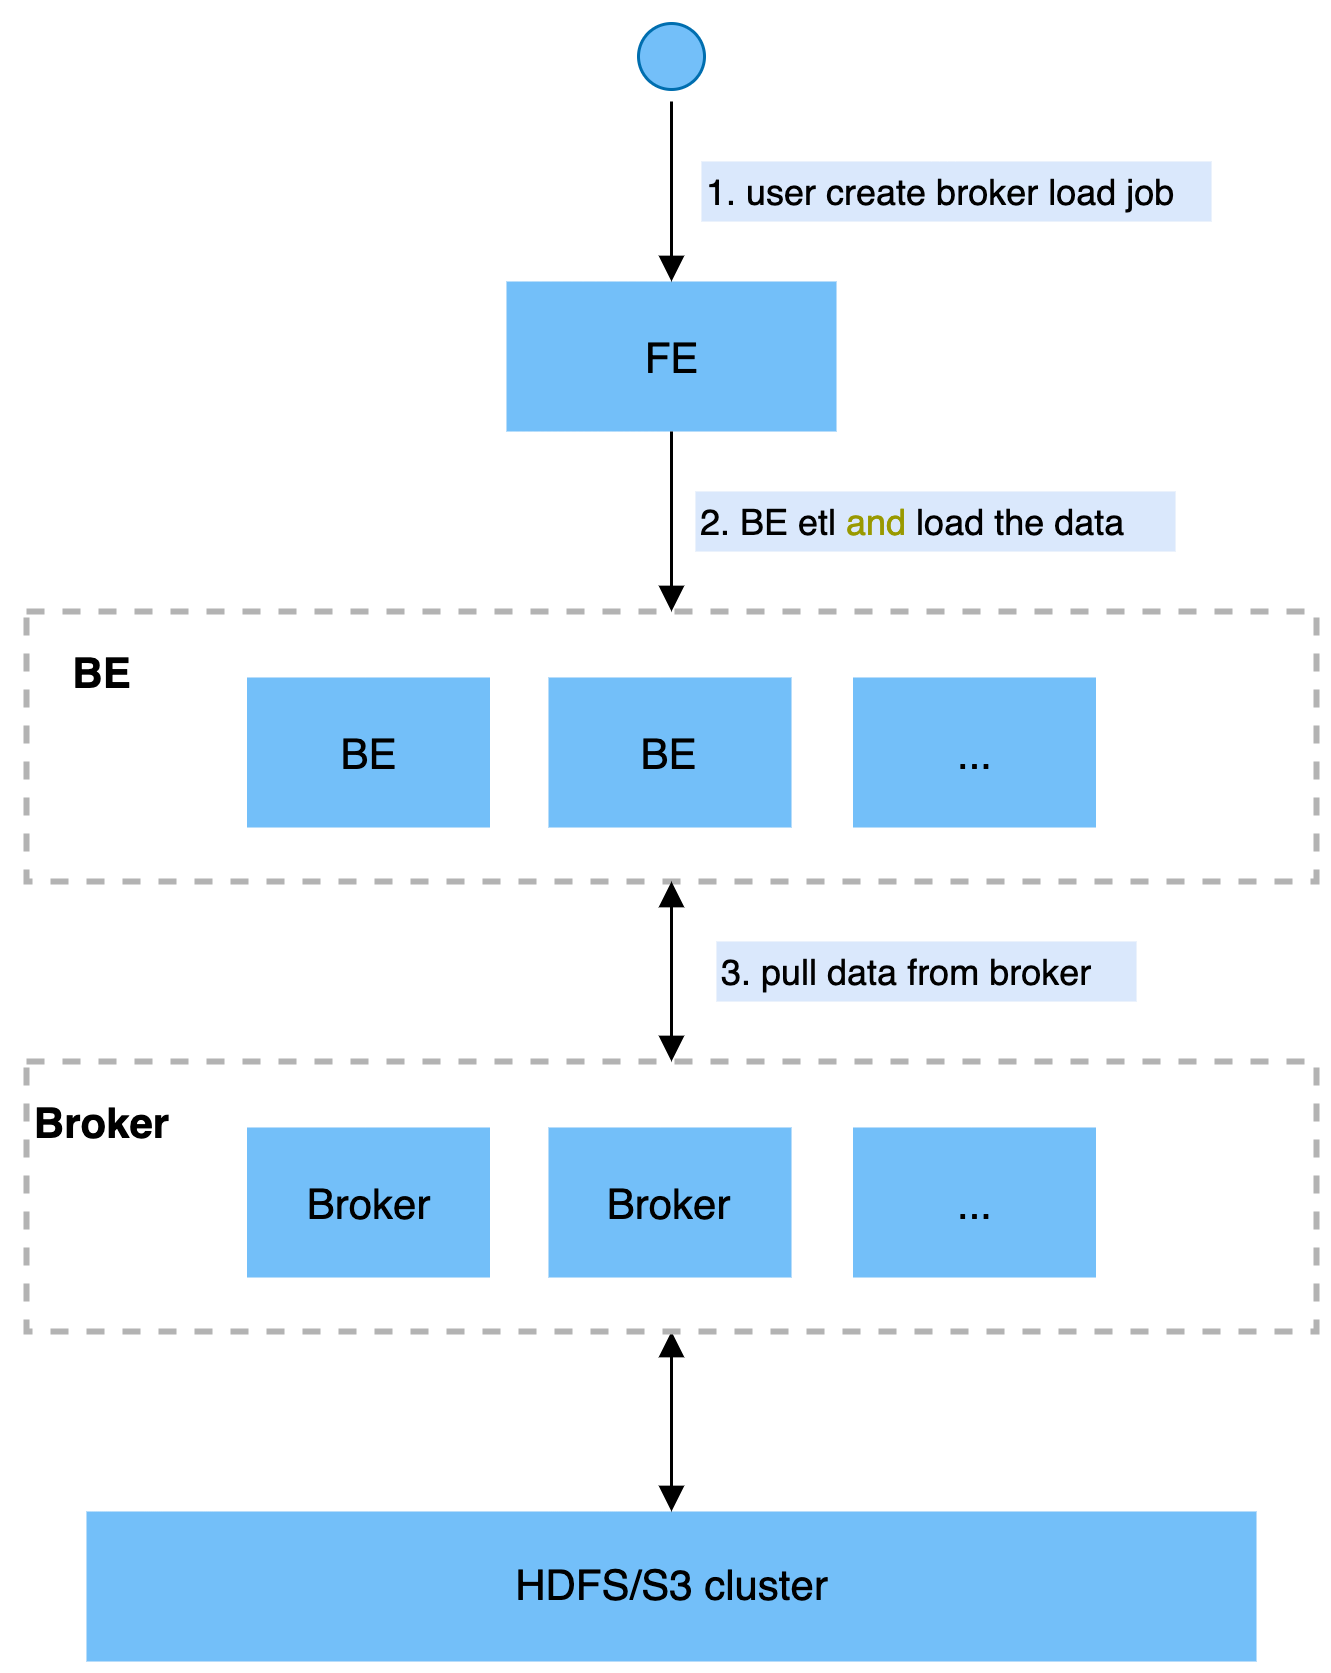 1. user create broker load job
FE
2. BE etl and load the data
BE
BE
BE
...
3. pull data from broker
Broker
Broker
Broker
...
HDFS/S3 cluster